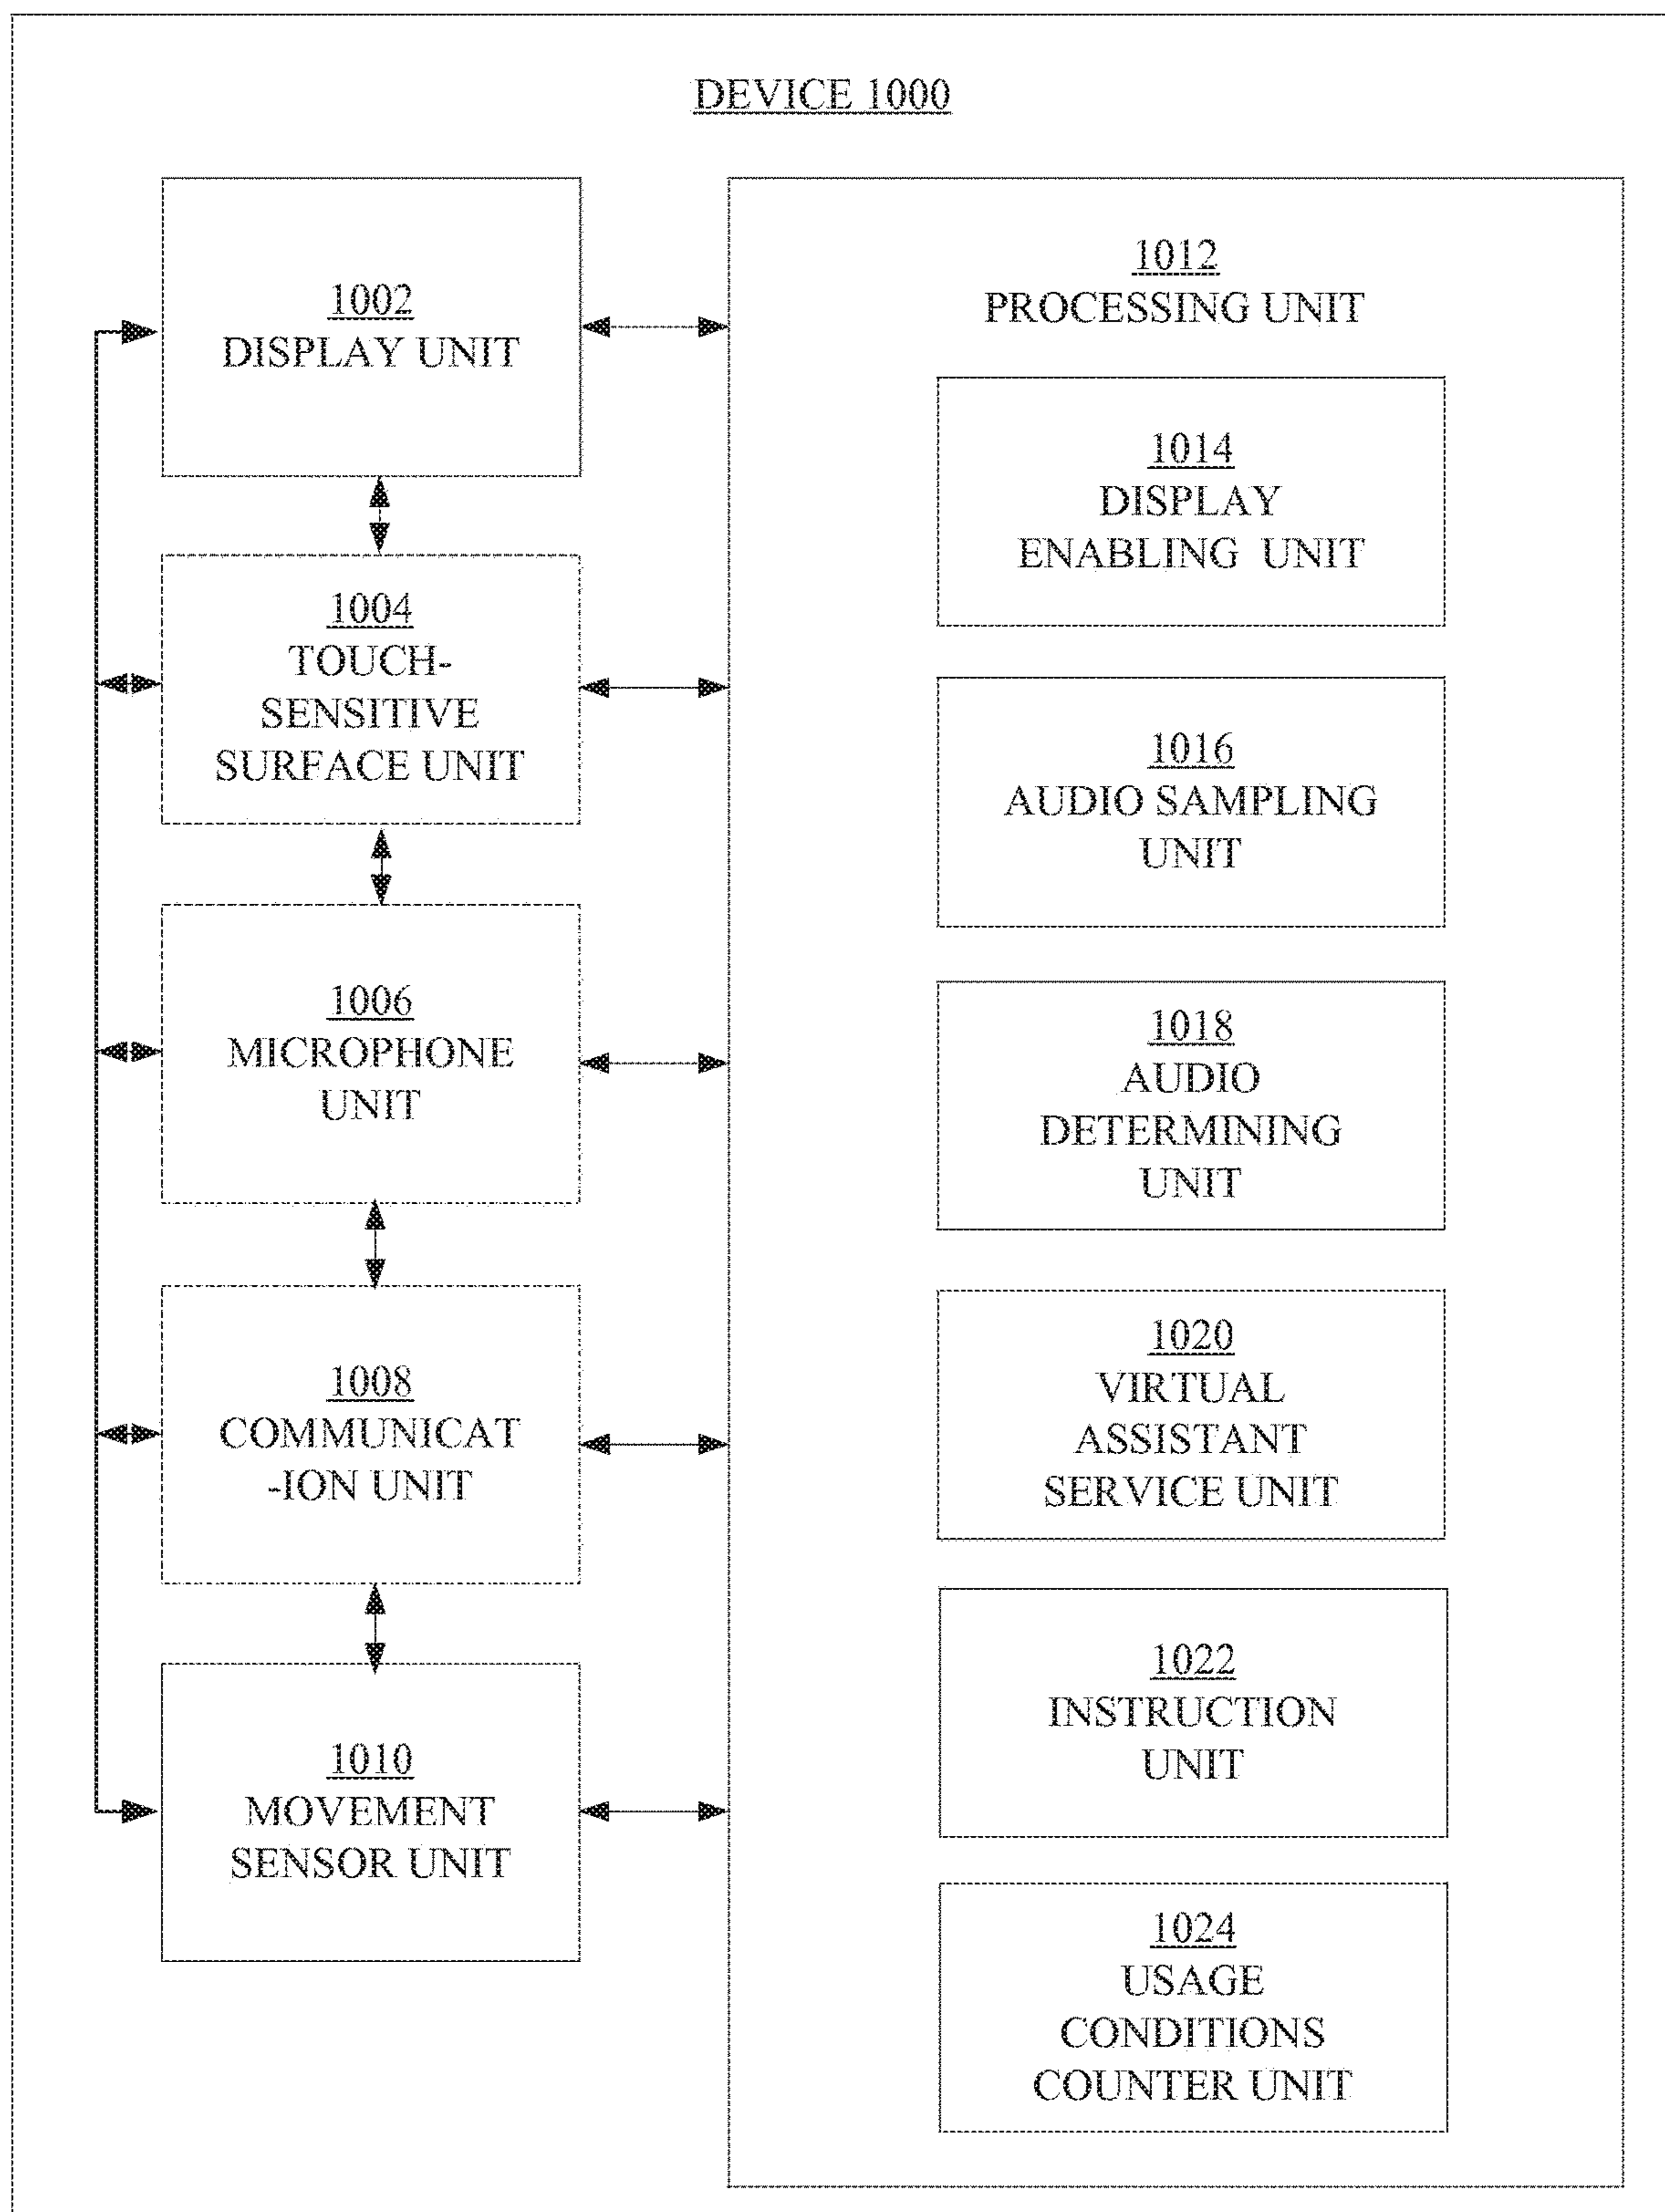 DEVICE 1000
1002
DISPLAY UNIT
1004
TOUCH-
SENSITIVE
SURFACE UNIT
1006
MICROPHONE
UNIT
1008
COMMUNICAT
-ION UNIT
1010
MOVEMENT
SENSOR UNIT
1012
PROCESSING UNIT
1014
DISPLAY
ENABLING UNIT
1016
AUDIO SAMPLING
UNIT
1018
AUDIO
DETERMINING
UNIT
1020
VIRTUAL
ASSISTANT
SERVICE UNIT
1022
INSTRUCTION
UNIT
1024
USAGE
CONDITIONS
COUNTER UNIT